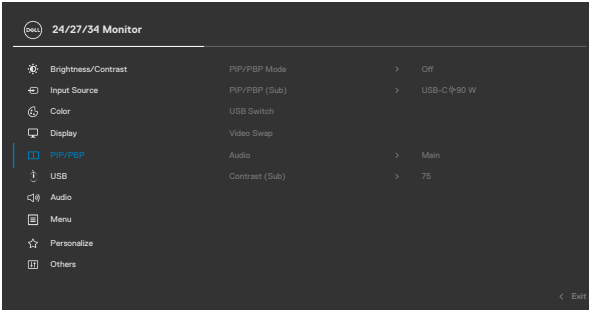 DELL 24/27/34 Monitor
Brightness/Contrast PIP/PBP Mode > Off
Input Source PIP/PBP (Sub) > USB-C 90 W
Color USB Switch
Display Video Swap
PIP/PBP Audio > Main
USB Contrast (Sub) > 75
Audio
Menu
Personalize
Others
< Exit